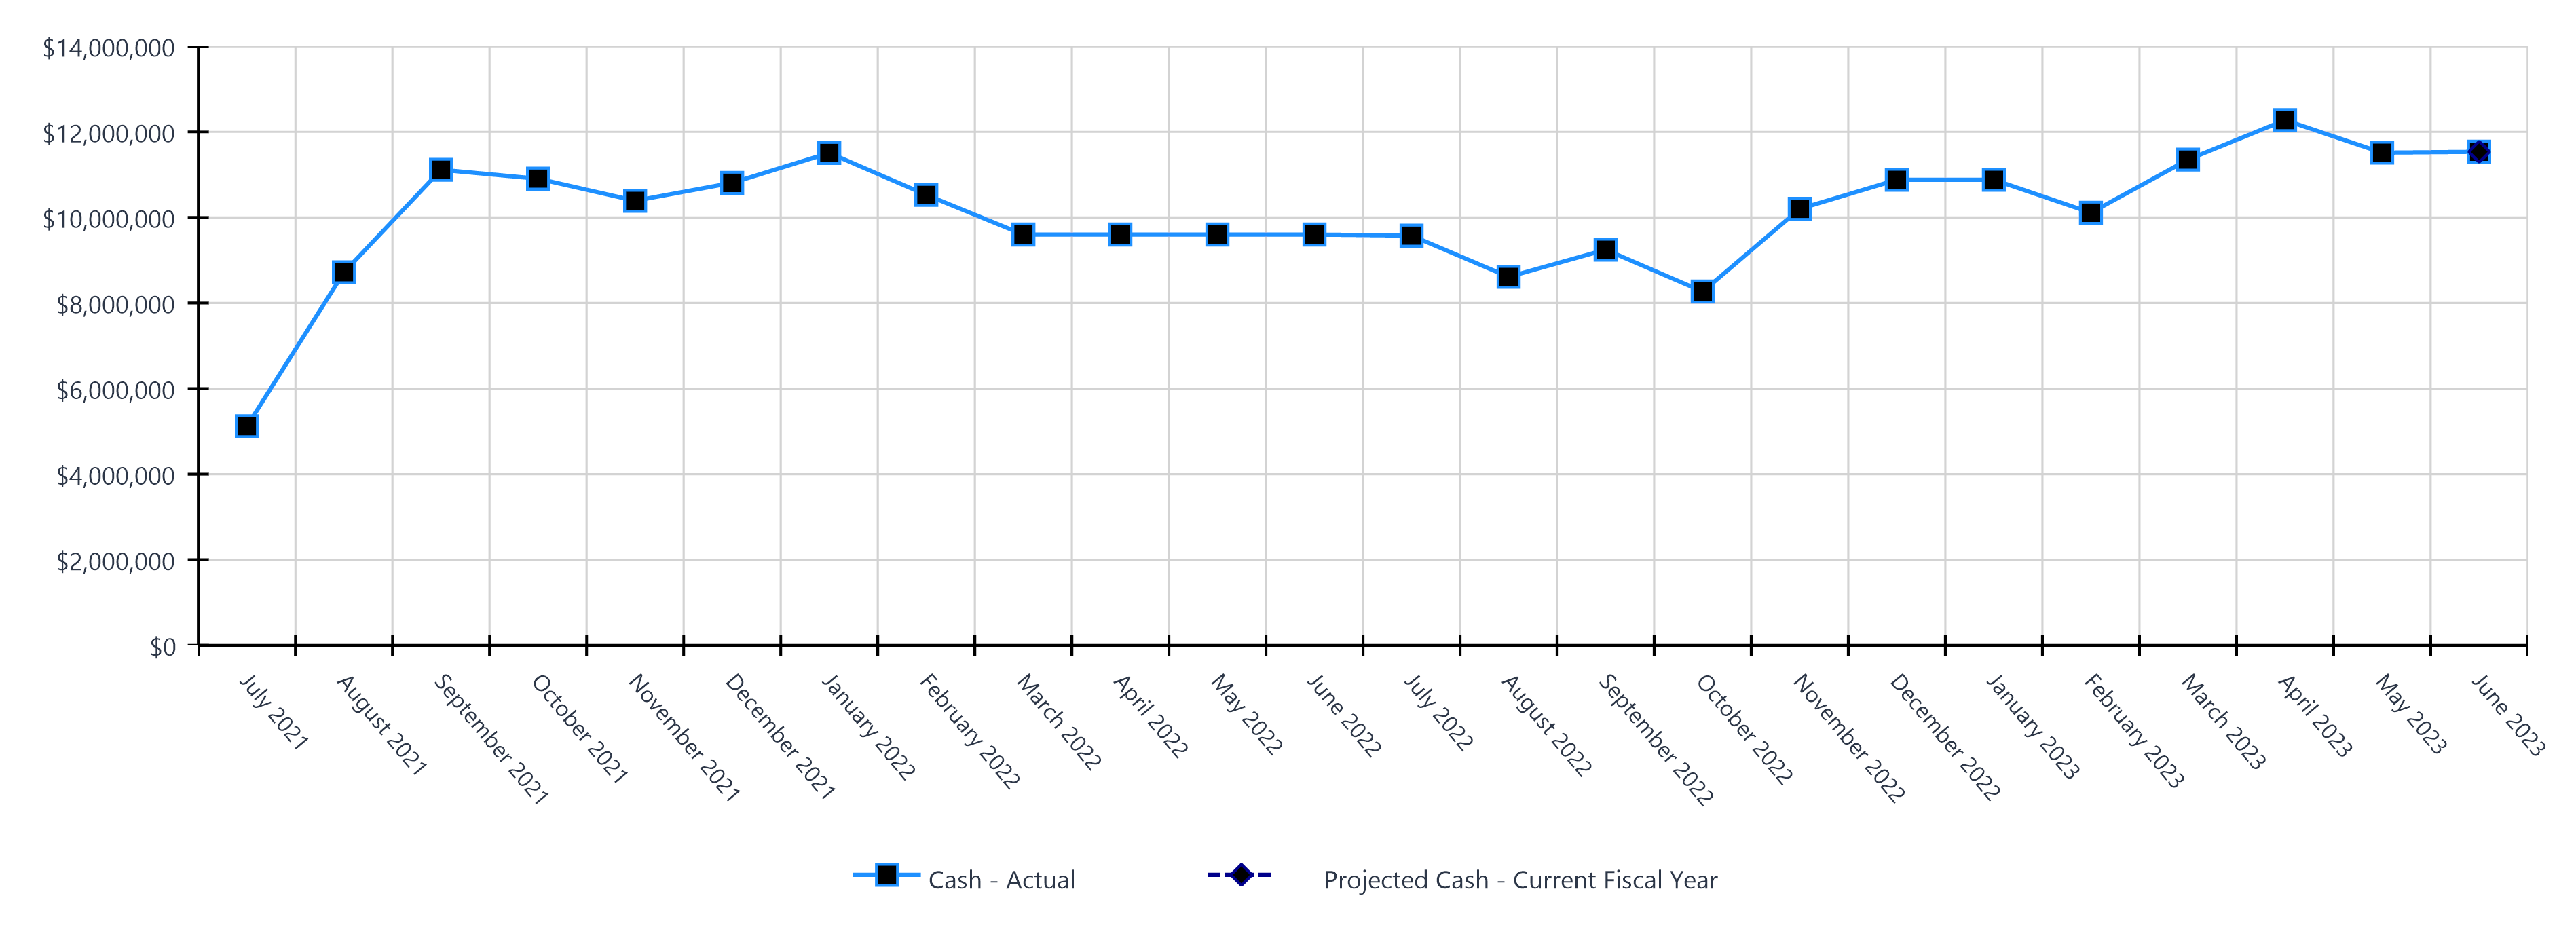 $14,000,000
$12,000,000
$10,000,000
$8,000,000
$6,000,000
$4,000,000
$2,000,000
$0
July 2021
August 2021
September 2021
October 2021
November 2021
December 2021
January 2022
February 2022
March 2022
April 2022
May 2022
June 2022
July 2022
August 2022
September 2022
October 2022
November 2022
December 2022
January 2023
February 2023
March 2023
April 2023
May 2023
June 2023
Cash - Actual
Projected Cash - Current Fiscal Year